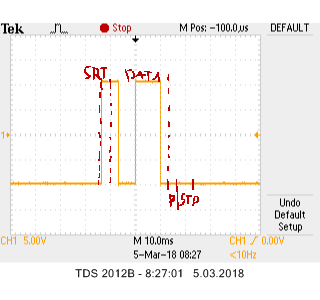 Tek Stop M Pos: -100.0us DEFAULT
SRT DATA
1
P STP
Undo
Default
Setup
CH1 5.00V M 10.0ms CH1 / 0.00V
5-Mar-18 08:27 <10Hz
TDS 2012B - 8:27:01 5.03.2018